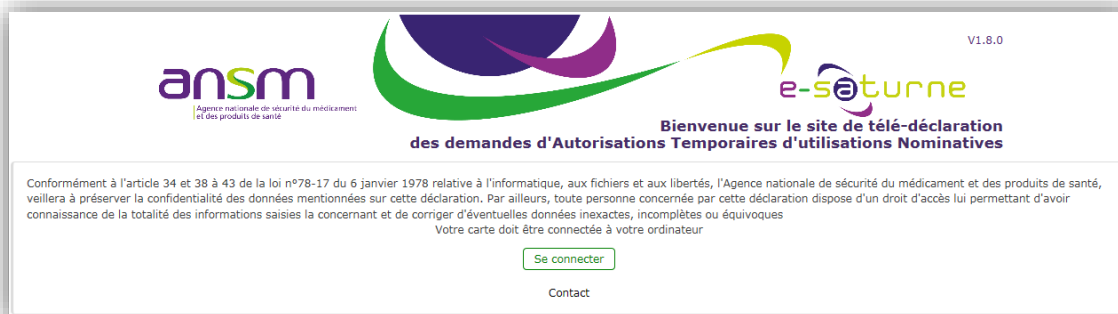 V1.8.0
ansm
Agence nationale de sécurité du médicament
et des produits de santé
e-saturne
Bienvenue sur le site de télé-déclaration
des demandes d'Autorisations Temporaires d'utilisations Nominatives
Conformément à l'article 34 et 38 à 43 de la loi n°78-17 du 6 janvier 1978 relative à l'informatique, aux fichiers et aux libertés, l'Agence nationale de sécurité du médicament et des produits de santé,
veillera à préserver la confidentialité des données mentionnées sur cette déclaration. Par ailleurs, toute personne concernée par cette déclaration dispose d'un droit d'accès lui permettant d'avoir
connaissance de la totalité des informations saisies la concernant et de corriger d'éventuelles données inexactes, incomplètes ou équivoques
Votre carte doit être connectée à votre ordinateur
Se connecter
Contact